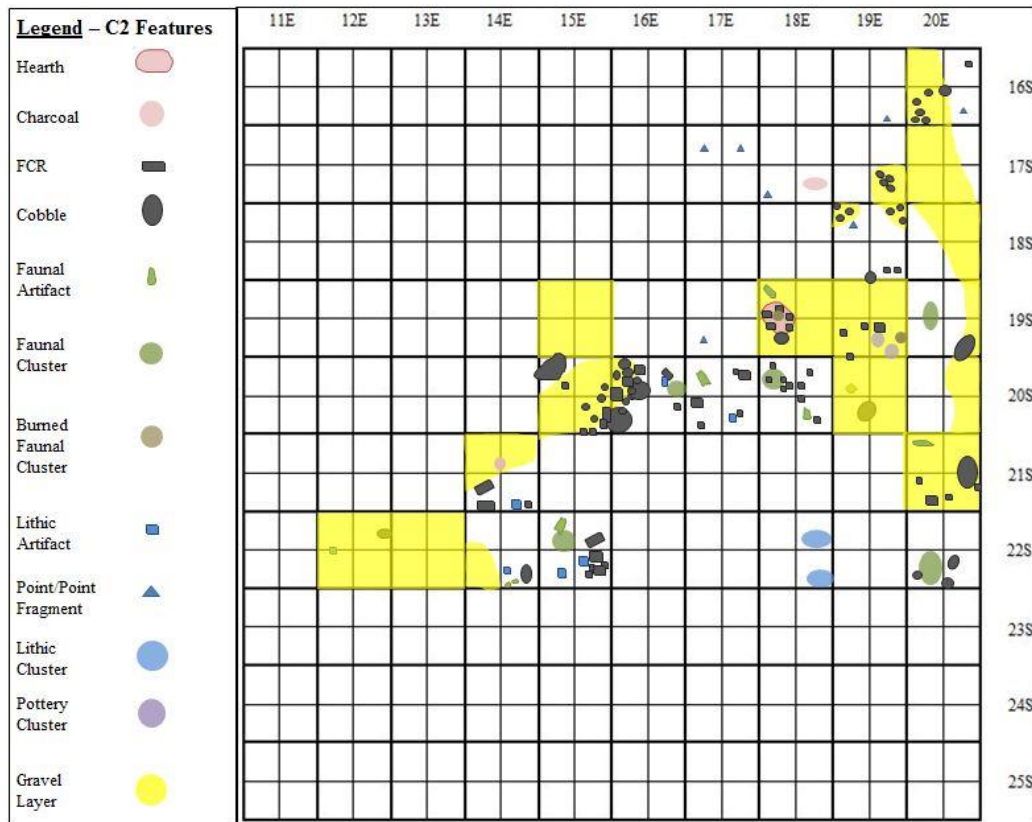 Legend – C2 Features
Hearth
Charcoal
FCR
Cobble
Faunal
Artifact
Faunal
Cluster
Burned
Faunal
Cluster
Lithic
Artifact
Point/Point
Fragment
Lithic
Cluster
Pottery
Cluster
Gravel
Layer
11E 12E 13E 14E 15E 16E 17E 18E 19E 20E
16S
17S
18S
19S
20S
21S
22S
23S
24S
25S